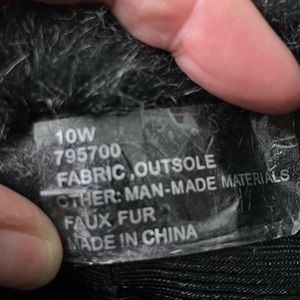 10W
795700
FABRIC ,OUTSOLE
OTHER: MAN-MADE MATERIALS
FAUX FUR
MADE IN CHINA